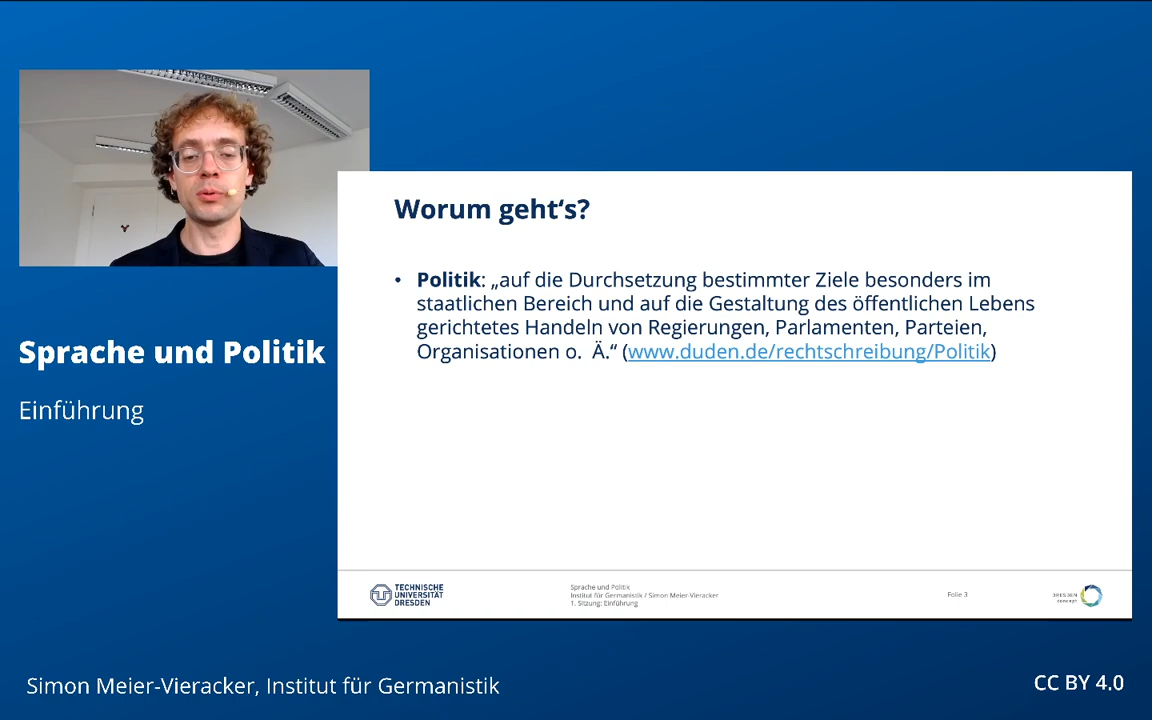 Worum geht‘s?
• Politik: „auf die Durchsetzung bestimmter Ziele besonders im
staatlichen Bereich und auf die Gestaltung des öffentlichen Lebens
gerichtetes Handeln von Regierungen, Parlamenten, Parteien,
Organisationen o. Ä.“ (www.duden.de/rechtschreibung/Politik)
Sprache und Politik
Einführung
TECHNISCHE
UNIVERSITÄT
DRESDEN
Sprache und Politik
Institut für Germanistik / Simon Meier-Vieracker
1. Sitzung: Einführung
Folie 3
DRESDEN
concept
Simon Meier-Vieracker, Institut für Germanistik
CC BY 4.0